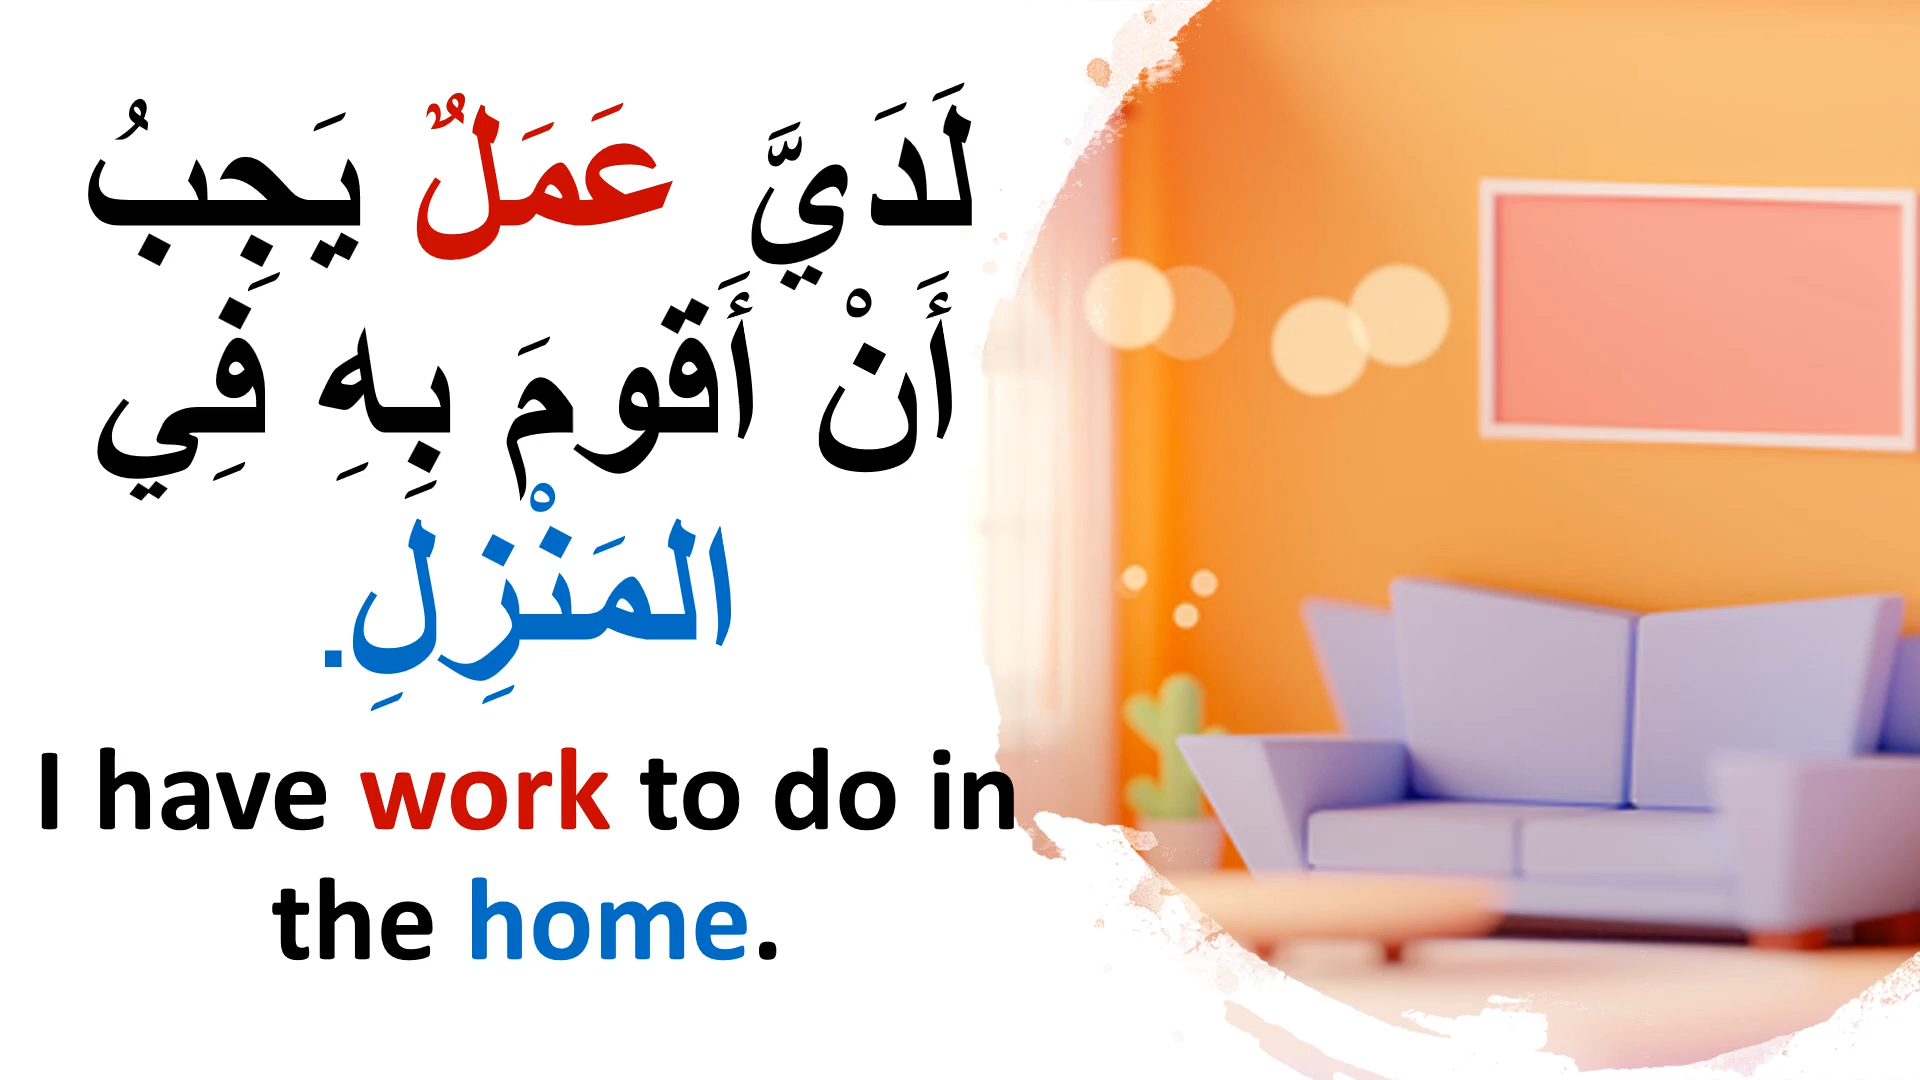 لَدَيَّ عَمَلٌ يَجِبُ
أَنْ أَقومَ بِهِ فِي
المَنْزِلِ.
I have work to do in
the home.